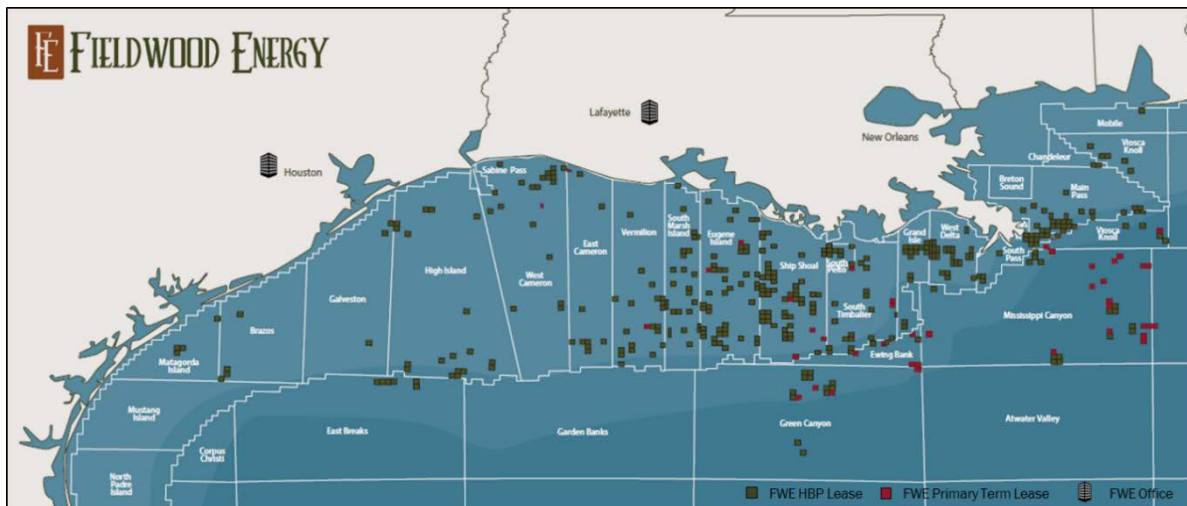 FE FIELDWOOD ENERGY
Lafayette
New Orleans
Houston
Mobile
Viosca
Knoll
Chandeleur
Sabine Pass
Breton
Sound
Main
Pass
South
Marsh
Island
Eugene
Island
Grand
Isle
West
Delta
East
Cameron
Vermilion
Viosca
Knoll
South
Pass
High Island
West
Cameron
Ship Shoal
South
Pelto
Galveston
South
Timbalier
Brazos
Mississippi Canyon
Matagorda
Island
Ewing Bank
Mustang
Island
East Breaks
Garden Banks
Green Canyon
Atwater Valley
Corpus
Christi
North
Padre
Island
FWE HBP Lease
FWE Primary Term Lease
FWE Office